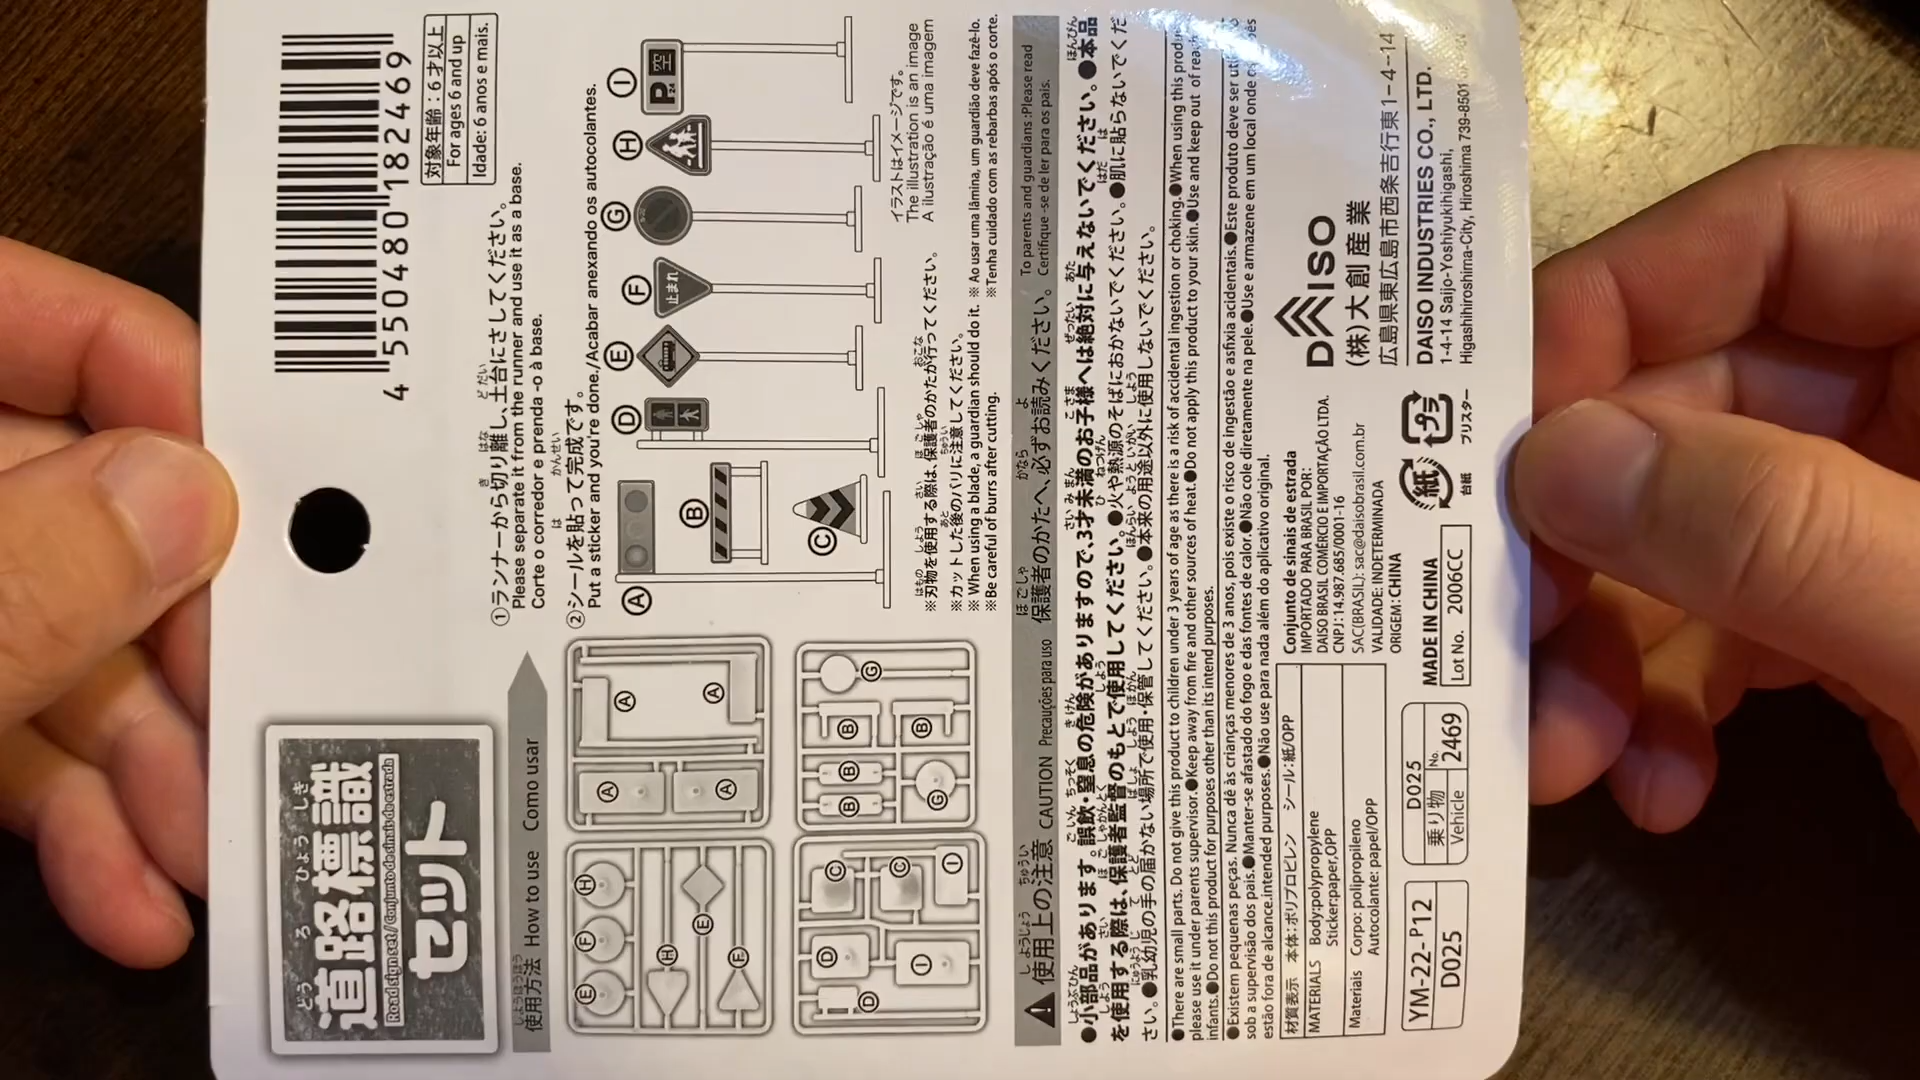 道路標識
Road sign set/Conjunto de sinais de estrada
セット
4 550480 182469
対象年齢：6才以上
For ages 6 and up
Idade: 6 anos e mais.
使用方法 How to use Como usar
①ランナーから切り離し、土台にさしてください。
Please separate it from the runner and use it as a base.
Corte o corredor e prenda -o à base.
②シールを貼って完成です。
Put a sticker and you're done./Acabar anexando os autocolantes.
A
B
C
D
E
F
G
H
I
止まれ
P 24 空
イラストはイメージです。
The illustration is an image
A ilustração é uma imagem
※刃物を使用する際は、保護者のかたが行ってください。
※カットした後のバリに注意してください。
※ When using a blade, a guardian should do it. ※ Ao usar uma lâmina, um guardião deve fazê-lo.
※Be careful of burrs after cutting. ※Tenha cuidado com as rebarbas após o corte.
使用上の注意 CAUTION Precauções para uso 保護者のかたへ、必ずお読みください。 To parents and guardians :Please read
Certifique -se de ler para os pais.
●小部品があります。誤飲・窒息の危険がありますので、3才未満のお子様へは絶対に与えないでください。●本品
を使用する際は、保護者監督のもとで使用してください。●火や熱源のそばにおかないでください。●肌に貼らないでくだ
さい。●乳幼児の手の届かない場所で使用・保管してください。●本来の用途以外に使用しないでください。
●There are small parts. Do not give this product to children under 3 years of age as there is a risk of accidental ingestion or choking.●When using this
please use it under parents supervisor.●Keep away from fire and other sources of heat.●Do not apply this product to your skin.●Use and keep out of
infants.●Do not this product for purposes other than its intend purposes.
●Existem pequenas peças. Nunca dê às crianças menores de 3 anos, pois existe o risco de ingestão e asfixia acidentais.●Este produto deve ser
sob a supervisão dos pais.●Manter-se afastado do fogo e das fontes de calor.●Não cole diretamente na pele.●Use e armazene em um local onde
estão fora de alcance.intended purposes.●Não use para nada além do aplicativo original.
材質表示 本体：ポリプロピレン シール：紙/OPP
MATERIALS Body:polypropylene
Sticker:paper,OPP
Materiais Corpo: polipropileno
Autocolante: papel/OPP
Conjunto de sinais de estrada
IMPORTADO PARA BRASIL POR:
DAISO BRASIL COMÉRCIO E IMPORTAÇÃO LTDA.
CNPJ: 14.987.685/0001-16
SAC(BRASIL): sac@daisobrasil.com.br
VALIDADE: INDETERMINADA
ORIGEM: CHINA
DAISO
(株)大創産業
広島県東広島市西条吉行東1-4-14
DAISO INDUSTRIES CO., LTD.
1-4-14 Saijo-Yoshiyukihigashi,
Higashihiroshima-City, Hiroshima 739-8501
紙 台紙
プラ ブリスター
YM-22-P12
D025
D025
乗り物
Vehicle
No.
2469
MADE IN CHINA
Lot No. 2006CC